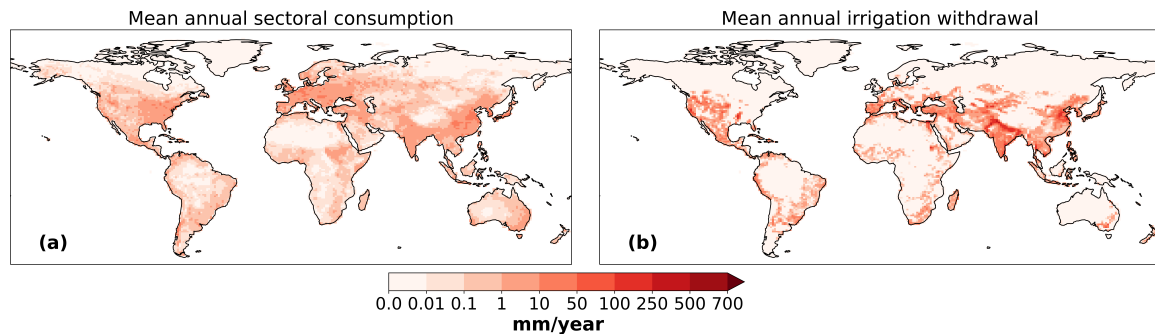 Mean annual sectoral consumption
Mean annual irrigation withdrawal
(a)
(b)
0.0 0.01 0.1 1 10 50 100 250 500 700
mm/year